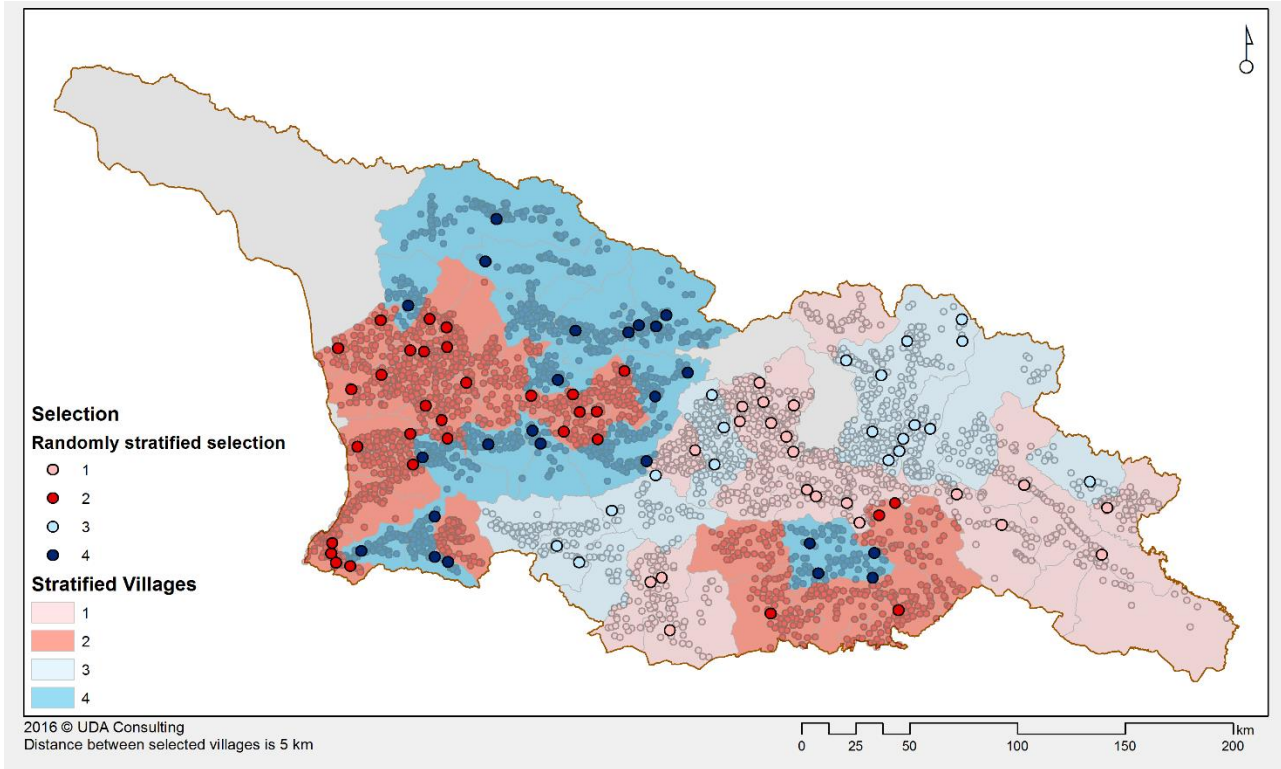 Selection
Randomly stratified selection
1
2
3
4
Stratified Villages
1
2
3
4
2016 © UDA Consulting
Distance between selected villages is 5 km
km
0 25 50 100 150 200